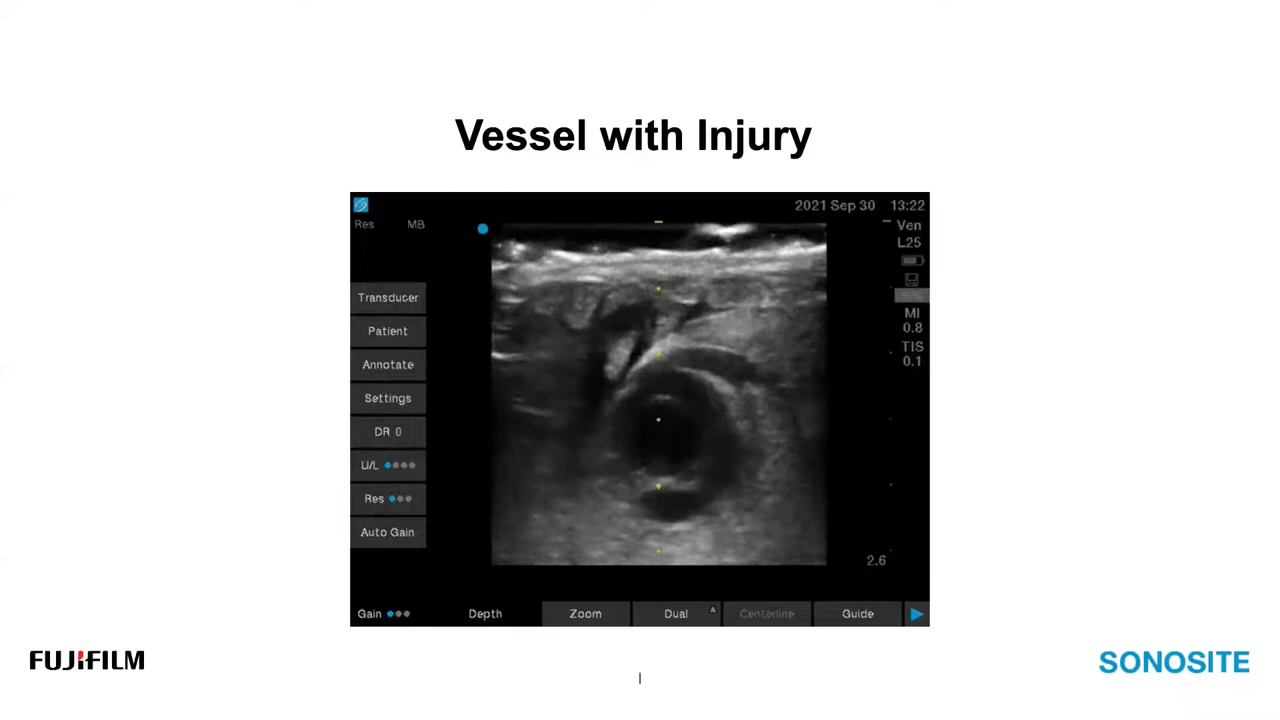 Vessel with Injury
2021 Sep 30 13:22
Res MB
Ven
L25
MI
0.8
TIS
0.1
Transducer
Patient
Annotate
Settings
DR 0
U/L
Res
Auto Gain
2.6
Gain Depth Zoom Dual Centerline Guide
FUJIFILM
SONOSITE